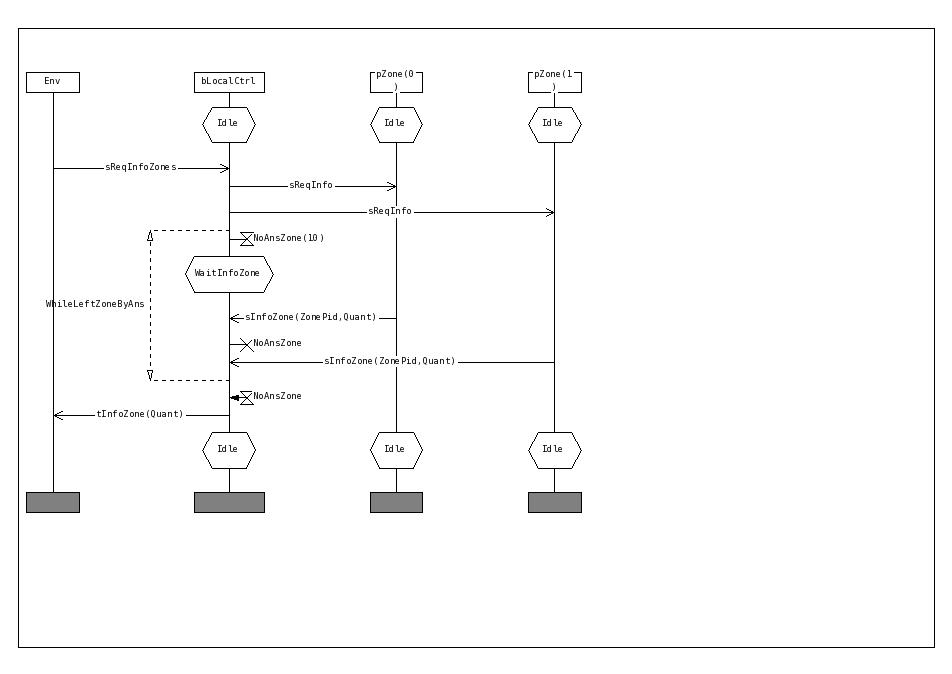 Env
bLocalCtrl
pZone(0
)
pZone(1
)
Idle
Idle
Idle
sReqInfoZones
sReqInfo
sReqInfo
NoAnsZone(10)
WaitInfoZone
WhileLeftZoneByAns
sInfoZone(ZonePid,Quant)
NoAnsZone
sInfoZone(ZonePid,Quant)
NoAnsZone
tInfoZone(Quant)
Idle
Idle
Idle